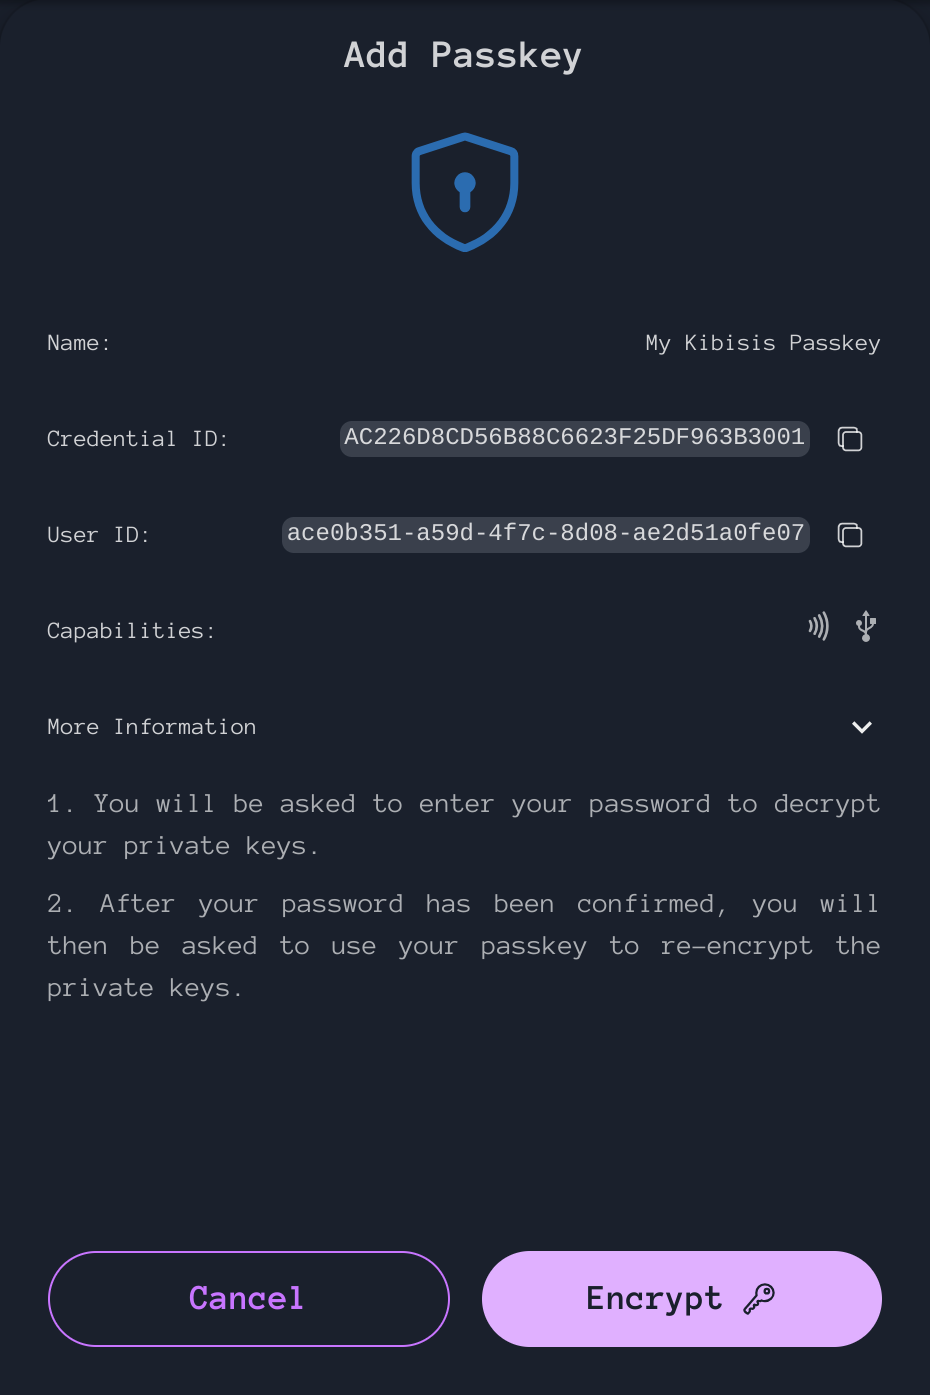 Add Passkey
Name: My Kibisis Passkey
Credential ID: AC226D8CD56B88C6623F25DF963B3001
User ID: ace0b351-a59d-4f7c-8d08-ae2d51a0fe07
Capabilities:
More Information
1. You will be asked to enter your password to decrypt
your private keys.
2. After your password has been confirmed, you will
then be asked to use your passkey to re-encrypt the
private keys.
Cancel Encrypt